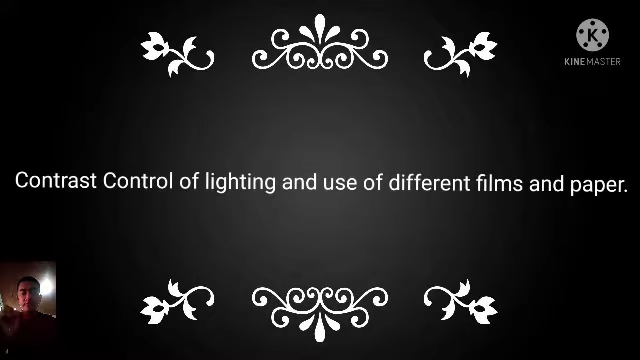 KINEMASTER
Contrast Control of lighting and use of different films and paper.